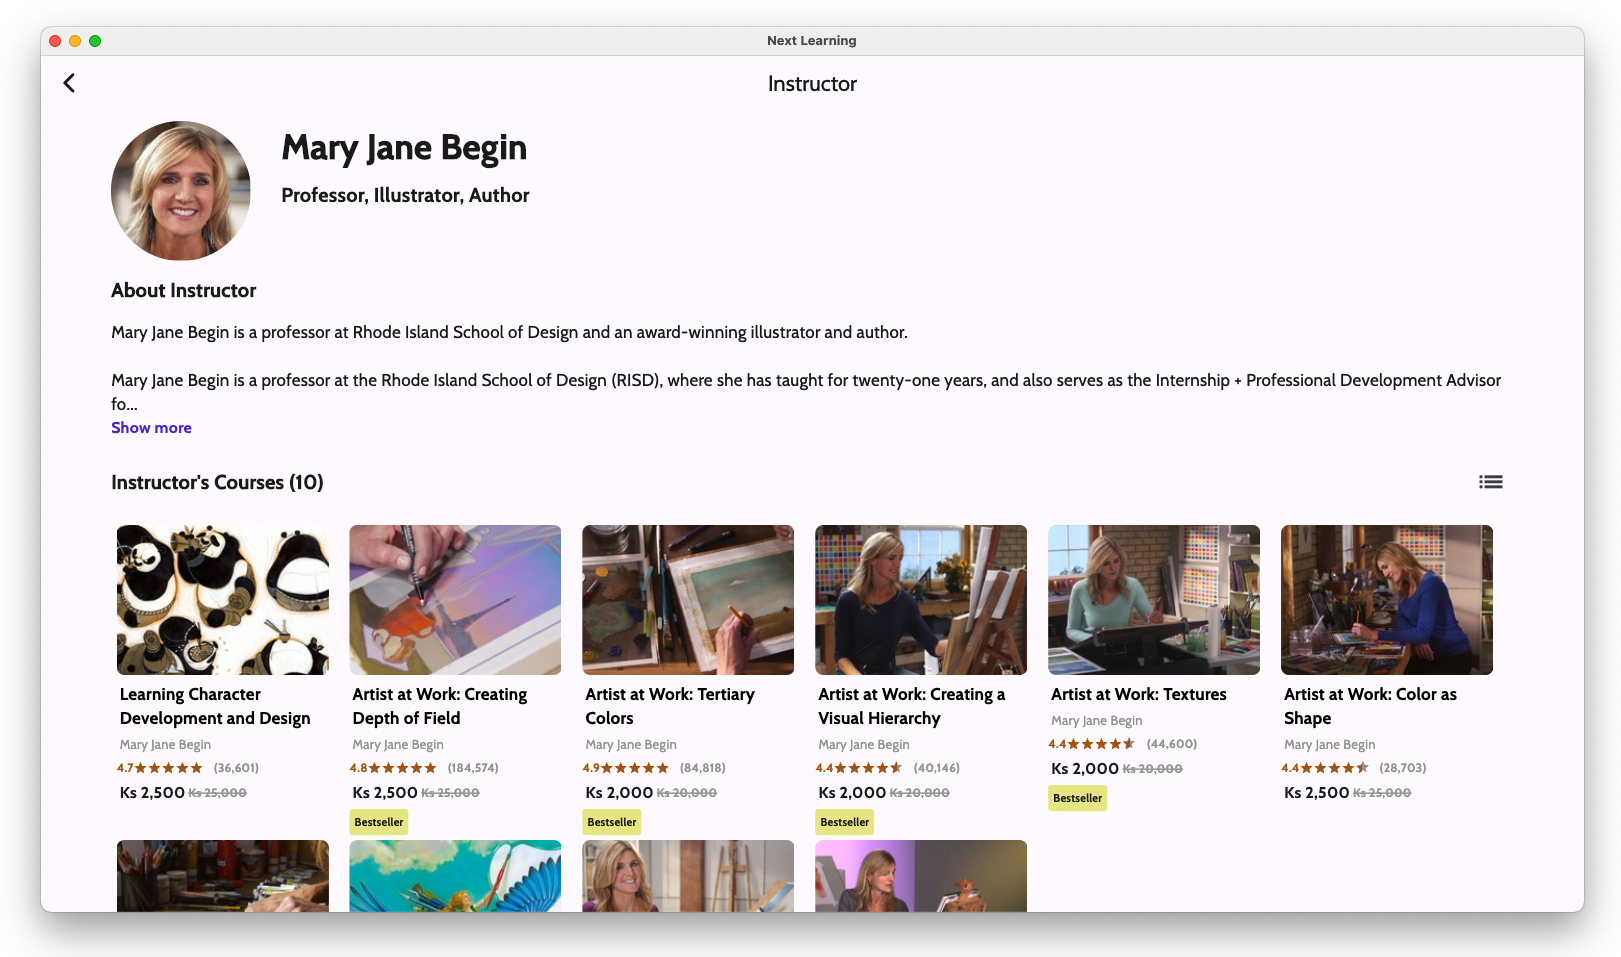 Next Learning
Instructor
Mary Jane Begin
Professor, Illustrator, Author
About Instructor
Mary Jane Begin is a professor at Rhode Island School of Design and an award-winning illustrator and author.
Mary Jane Begin is a professor at the Rhode Island School of Design (RISD), where she has taught for twenty-one years, and also serves as the Internship + Professional Development Advisor
fo...
Show more
Instructor's Courses (10)
Learning Character
Development and Design
Mary Jane Begin
4.7 (36,601)
Ks 2,500 Ks 25,000
Artist at Work: Creating
Depth of Field
Mary Jane Begin
4.8 (184,574)
Ks 2,500 Ks 25,000
Bestseller
Artist at Work: Tertiary
Colors
Mary Jane Begin
4.9 (84,818)
Ks 2,000 Ks 20,000
Bestseller
Artist at Work: Creating a
Visual Hierarchy
Mary Jane Begin
4.4 (40,146)
Ks 2,000 Ks 20,000
Bestseller
Artist at Work: Textures
Mary Jane Begin
4.4 (44,600)
Ks 2,000 Ks 20,000
Bestseller
Artist at Work: Color as
Shape
Mary Jane Begin
4.4 (28,703)
Ks 2,500 Ks 25,000